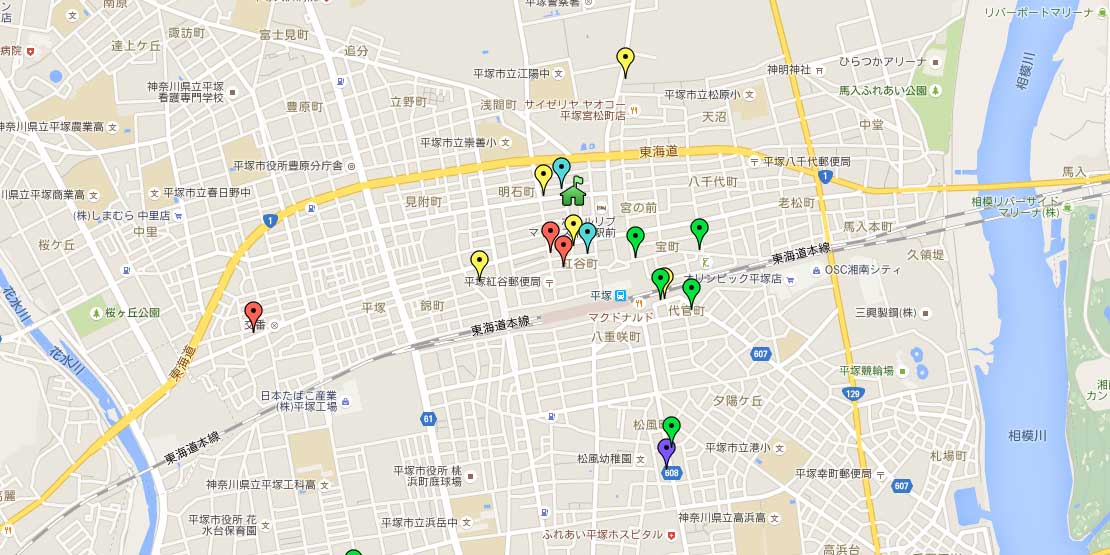 南原
平塚警察署
リバーポートマリーナ
病院
達上ケ丘
諏訪町
富士見町
追分
神奈川県立平塚
看護専門学校
平塚市立江陽中
神明神社
ひらつかアリーナ
馬入ふれあい公園
相模川
豊原町
立野町
浅間町
サイゼリヤ ヤオコー
平塚宮松町店
平塚市立松原小
天沼
中堂
神奈川県立平塚農業高
平塚市立崇善小
東海道
平塚八千代郵便局
平塚市役所豊原分庁舎
1
馬入
川県立平塚商業高
平塚市立春日野中
明石町
八千代町
見附町
宮の前
老松町
相模リバーサイド
マリーナ(株)
(株)しまむら 中里店
中里
1
桜ケ丘
駅前
宝町
馬入本町
東海道本線
久領堤
紅谷町
平塚紅谷郵便局
オリンピック平塚店
OSC湘南シティ
花水川
桜ヶ丘公園
平塚
錦町
平塚
マクドナルド
代官町
三興製鋼(株)
交番
東海道本線
八重咲町
花水川
東海道
607
平塚競輪場
129
日本たばこ産業
(株)平塚工場
61
夕陽ケ丘
松風町
相模川
東海道本線
平塚市立港小
札場町
松風幼稚園
608
平塚市役所 桃
浜町庭球場
平塚幸町郵便局
607
神奈川県立平塚工科高
高麗
平塚市役所 花
水台保育園
平塚市立浜岳中
神奈川県立高浜高
ふれあい平塚ホスピタル
高浜台